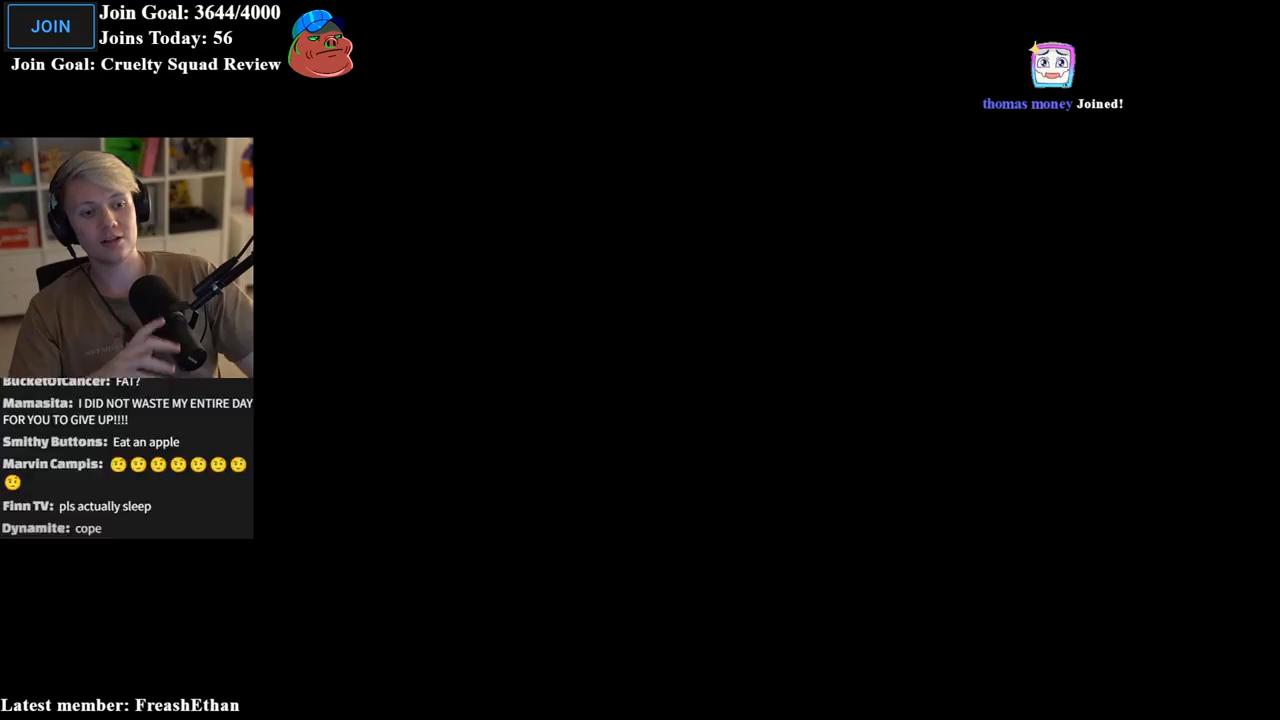 JOIN
Join Goal: 3644/4000
Joins Today: 56
Join Goal: Cruelty Squad Review
thomas money Joined!
BucketOfCancer: FAT?
Mamasita: I DID NOT WASTE MY ENTIRE DAY
FOR YOU TO GIVE UP!!!!
Smithy Buttons: Eat an apple
Marvin Campis: 🤨🤨🤨🤨🤨🤨🤨
🤨
Finn TV: pls actually sleep
Dynamite: cope
Latest member: FreashEthan